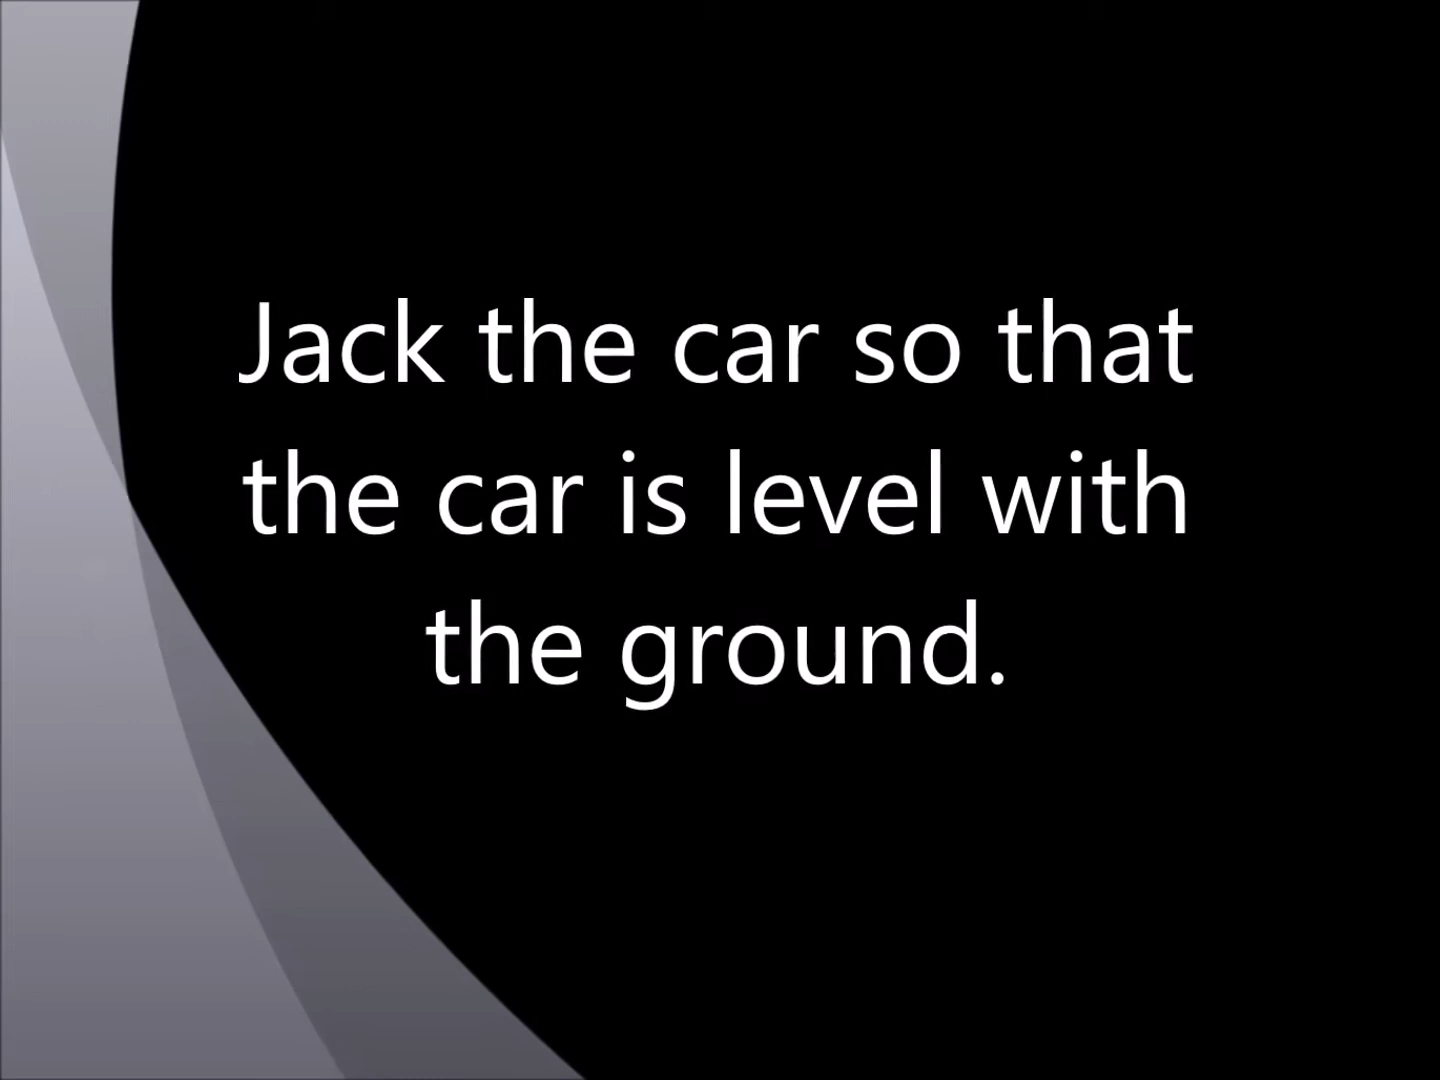 Jack the car so that
the car is level with
the ground.